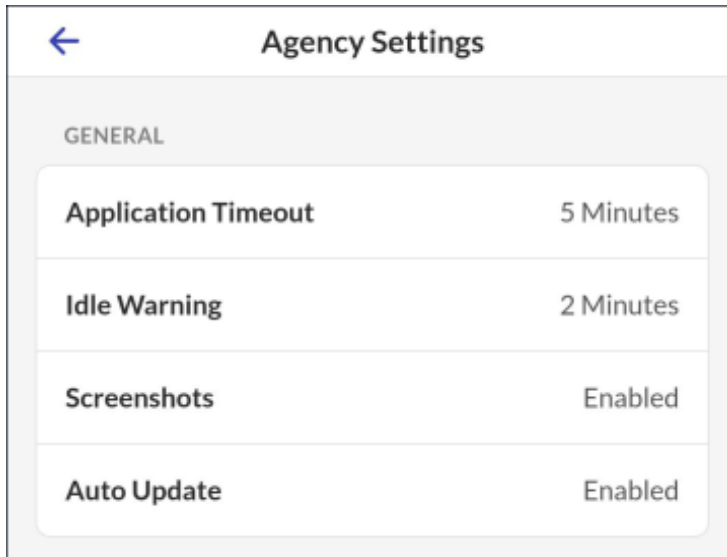 Agency Settings
GENERAL
Application Timeout 5 Minutes
Idle Warning 2 Minutes
Screenshots Enabled
Auto Update Enabled